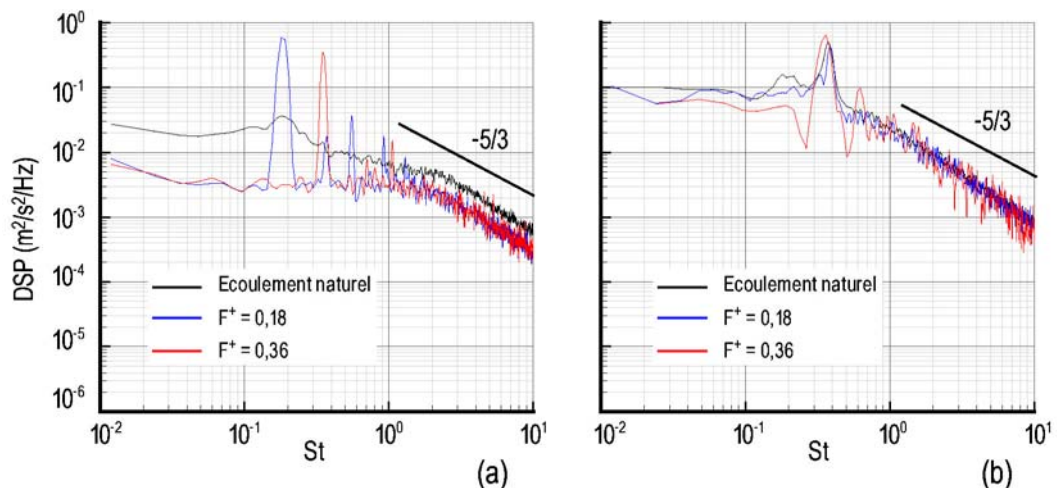 DSP (m²/s²/Hz)
10⁰
10⁻¹
10⁻²
10⁻³
10⁻⁴
10⁻⁵
10⁻⁶
-5/3
Ecoulement naturel
F⁺ = 0,18
F⁺ = 0,36
10⁻² 10⁻¹ 10⁰ 10¹
St
(a)
-5/3
Ecoulement naturel
F⁺ = 0,18
F⁺ = 0,36
10⁻² 10⁻¹ 10⁰ 10¹
St
(b)